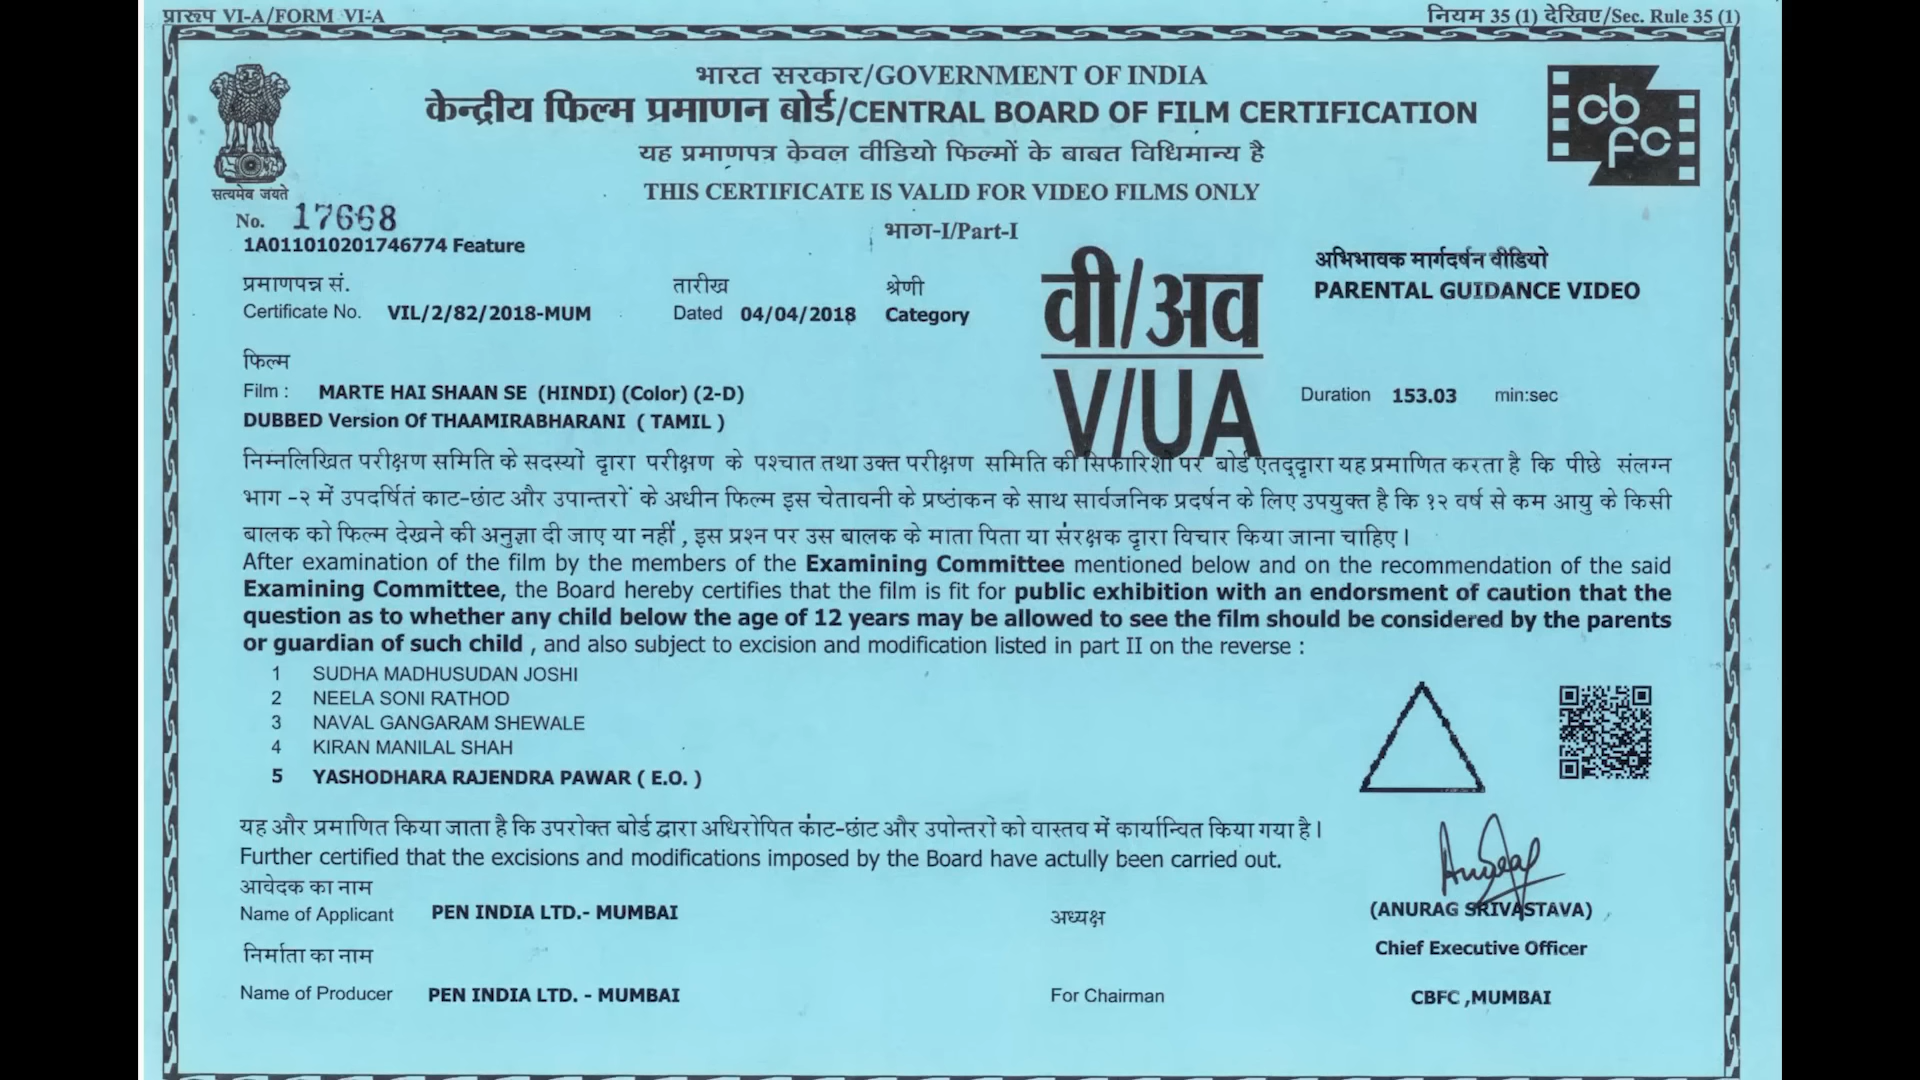 प्रारूप VI-A/FORM VI-A
नियम 35 (1) देखिए/Sec. Rule 35 (1)
भारत सरकार/GOVERNMENT OF INDIA
केन्द्रीय फिल्म प्रमाणन बोर्ड/CENTRAL BOARD OF FILM CERTIFICATION
cb
fc
यह प्रमाणपत्र केवल वीडियो फिल्मों के बाबत विधिमान्य है
THIS CERTIFICATE IS VALID FOR VIDEO FILMS ONLY
सत्यमेव जयते
No. 17668
भाग-I/Part-I
1A011010201746774 Feature
अभिभावक मार्गदर्षन वीडियो
PARENTAL GUIDANCE VIDEO
प्रमाणपन्न सं.
तारीख
श्रेणी
वी/अव
Certificate No. VIL/2/82/2018-MUM
Dated 04/04/2018
Category
V/UA
फिल्म
Film : MARTE HAI SHAAN SE (HINDI) (Color) (2-D)
Duration 153.03 min:sec
DUBBED Version Of THAAMIRABHARANI ( TAMIL )
निम्नलिखित परीक्षण समिति के सदस्यों द्वारा परीक्षण के पश्चात तथा उक्त परीक्षण समिति की सिफारिशों पर बोर्ड एतद्द्वारा यह प्रमाणित करता है कि पीछे संलग्न
भाग -२ में उपदर्षित काट-छांट और उपान्तरों के अधीन फिल्म इस चेतावनी के प्रष्ठांकन के साथ सार्वजनिक प्रदर्षन के लिए उपयुक्त है कि १२ वर्ष से कम आयु के किसी
बालक को फिल्म देखने की अनुज्ञा दी जाए या नहीं , इस प्रश्न पर उस बालक के माता पिता या संरक्षक द्वारा विचार किया जाना चाहिए ।
After examination of the film by the members of the Examining Committee mentioned below and on the recommendation of the said
Examining Committee, the Board hereby certifies that the film is fit for public exhibition with an endorsment of caution that the
question as to whether any child below the age of 12 years may be allowed to see the film should be considered by the parents
or guardian of such child , and also subject to excision and modification listed in part II on the reverse :
1 SUDHA MADHUSUDAN JOSHI
2 NEELA SONI RATHOD
3 NAVAL GANGARAM SHEWALE
4 KIRAN MANILAL SHAH
5 YASHODHARA RAJENDRA PAWAR ( E.O. )
यह और प्रमाणित किया जाता है कि उपरोक्त बोर्ड द्वारा अधिरोपित कांट-छांट और उपोन्तरों को वास्तव में कार्यान्वित किया गया है ।
Further certified that the excisions and modifications imposed by the Board have actully been carried out.
आवेदक का नाम
Name of Applicant PEN INDIA LTD.- MUMBAI
अध्यक्ष
(ANURAG SRIVASTAVA)
Chief Executive Officer
निर्माता का नाम
Name of Producer PEN INDIA LTD. - MUMBAI
For Chairman
CBFC ,MUMBAI